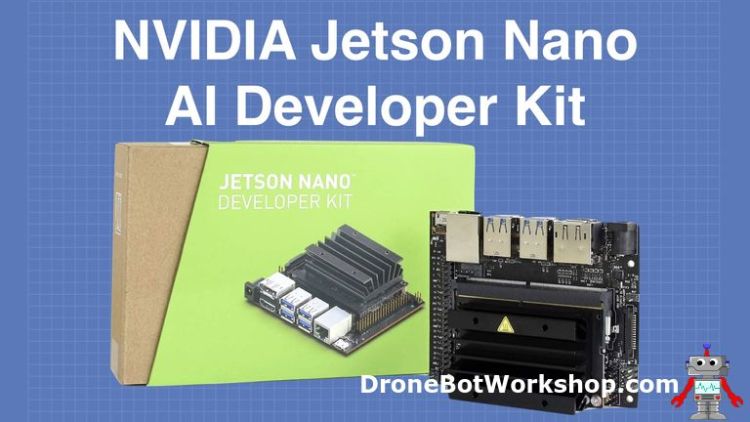 NVIDIA Jetson Nano
AI Developer Kit
JETSON NANO™
DEVELOPER KIT
DroneBotWorkshop.com